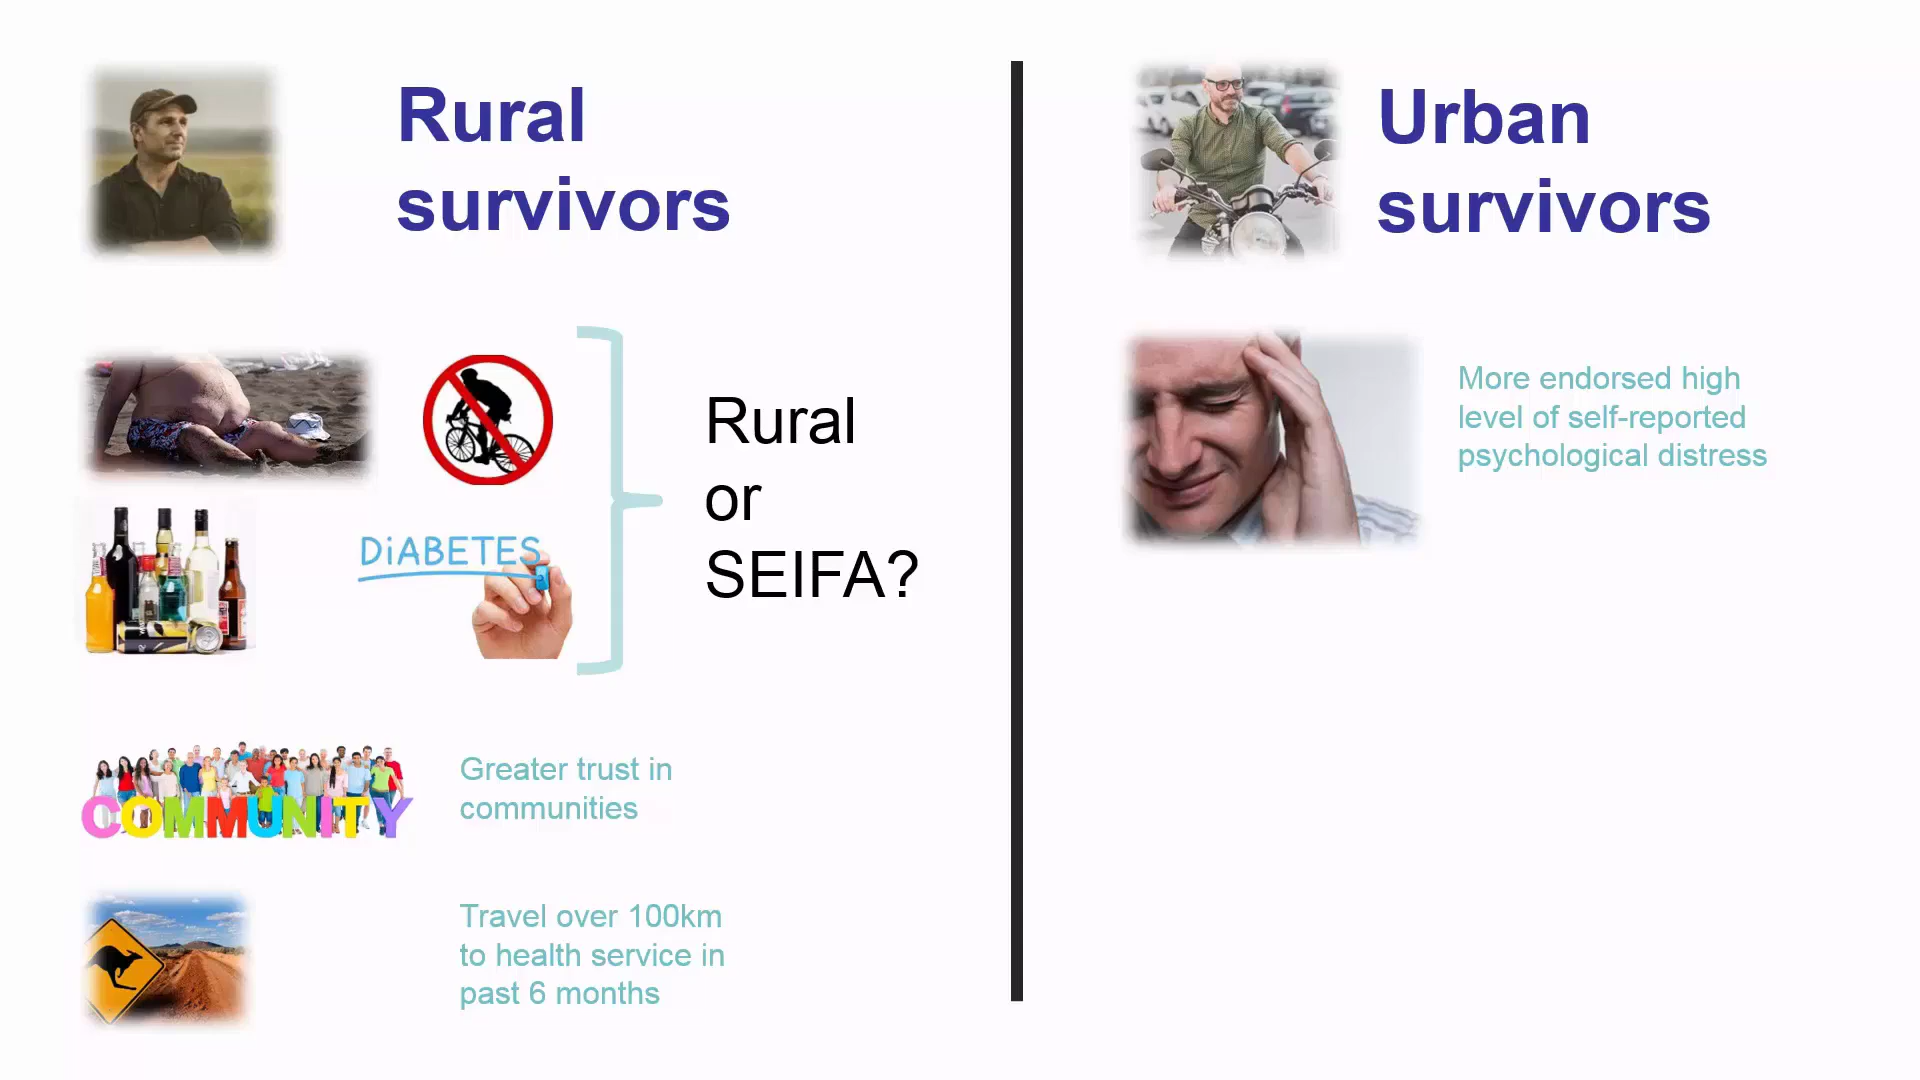 Rural
survivors
DiABETES
Rural
or
SEIFA?
COMMUNITY
Greater trust in
communities
Travel over 100km
to health service in
past 6 months
Urban
survivors
More endorsed high
level of self-reported
psychological distress